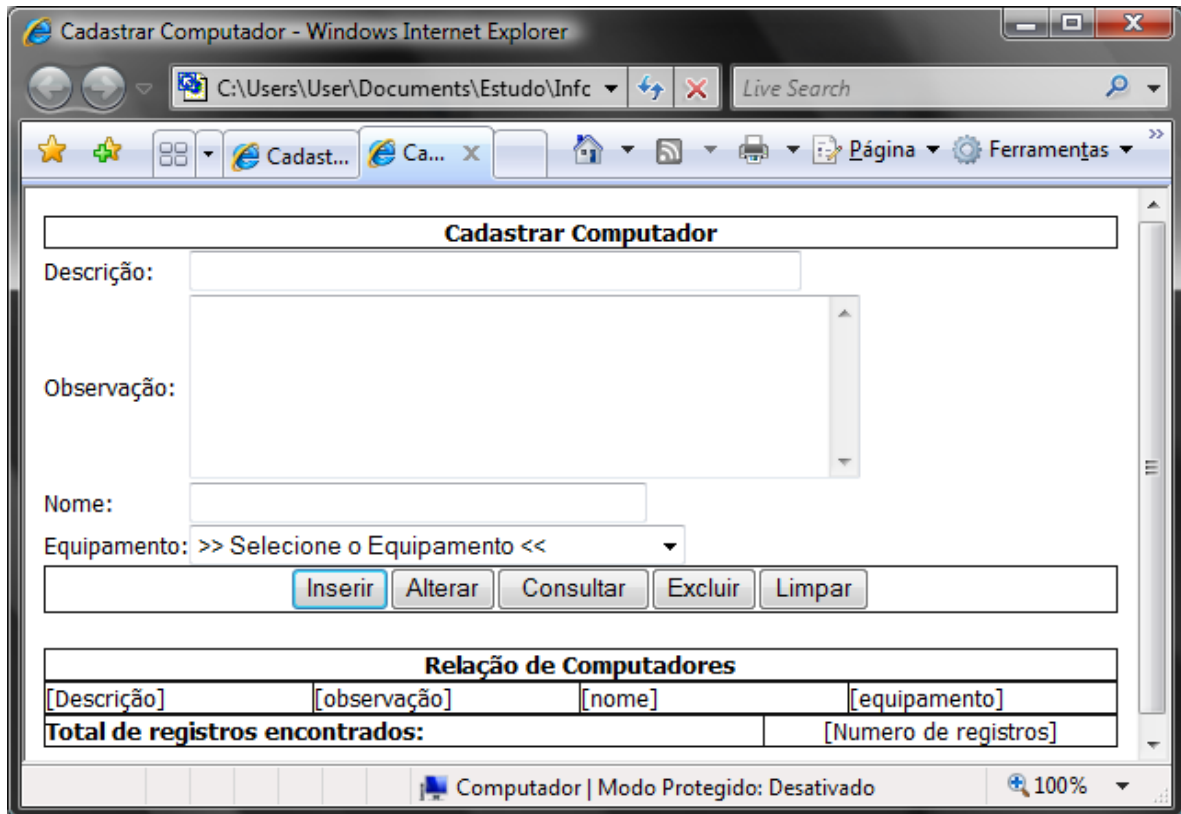 Cadastrar Computador - Windows Internet Explorer
C:\Users\User\Documents\Estudo\Infc
Live Search
Cadast... Ca... Página Ferramentas
Cadastrar Computador
Descrição:
Observação:
Nome:
Equipamento: >> Selecione o Equipamento <<
Inserir Alterar Consultar Excluir Limpar
Relação de Computadores
[Descrição] [observação] [nome] [equipamento]
Total de registros encontrados: [Numero de registros]
Computador | Modo Protegido: Desativado 100%